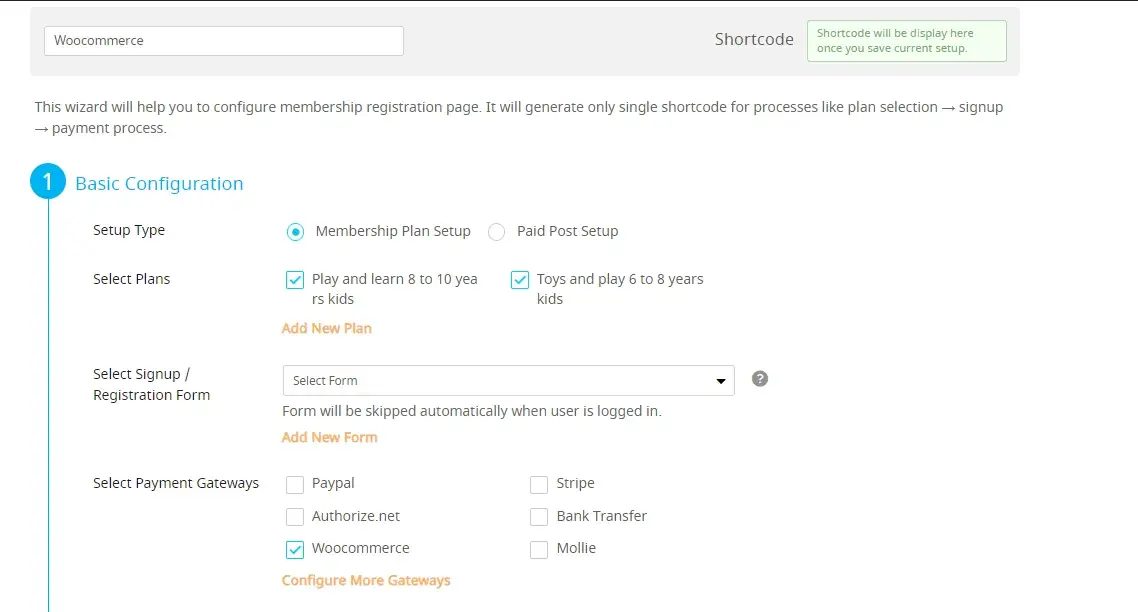 Woocommerce
Shortcode
Shortcode will be display here
once you save current setup.
This wizard will help you to configure membership registration page. It will generate only single shortcode for processes like plan selection → signup
→ payment process.
1 Basic Configuration
Setup Type
Membership Plan Setup
Paid Post Setup
Select Plans
Play and learn 8 to 10 yea
rs kids
Toys and play 6 to 8 years
kids
Add New Plan
Select Signup /
Registration Form
Select Form
?
Form will be skipped automatically when user is logged in.
Add New Form
Select Payment Gateways
Paypal
Stripe
Authorize.net
Bank Transfer
Woocommerce
Mollie
Configure More Gateways